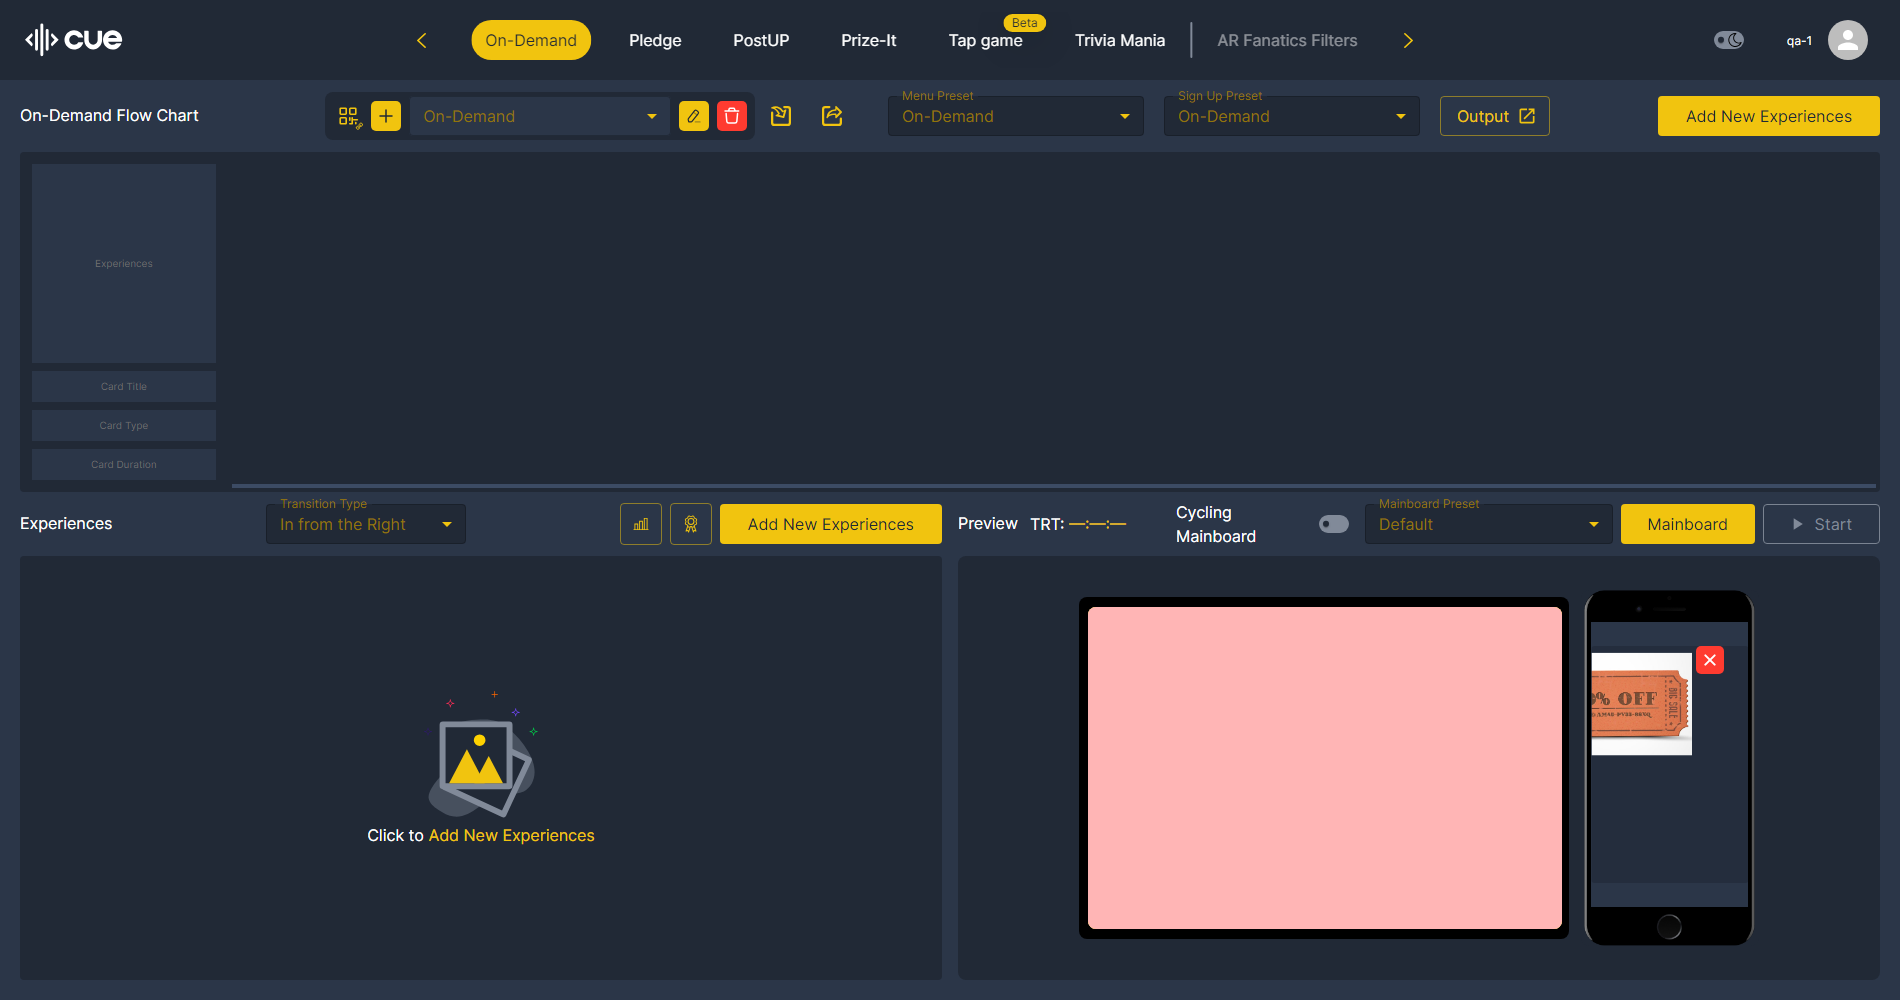 cue
On-Demand
Pledge
PostUP
Prize-It
Beta
Tap game
Trivia Mania
AR Fanatics Filters
qa-1
On-Demand Flow Chart
On-Demand
Menu Preset
On-Demand
Sign Up Preset
On-Demand
Output
Add New Experiences
Experiences
Card Title
Card Type
Card Duration
Experiences
Transition Type
In from the Right
Add New Experiences
Preview
TRT: —:—:—
Cycling
Mainboard
Mainboard Preset
Default
Mainboard
Start
Click to Add New Experiences
% OFF